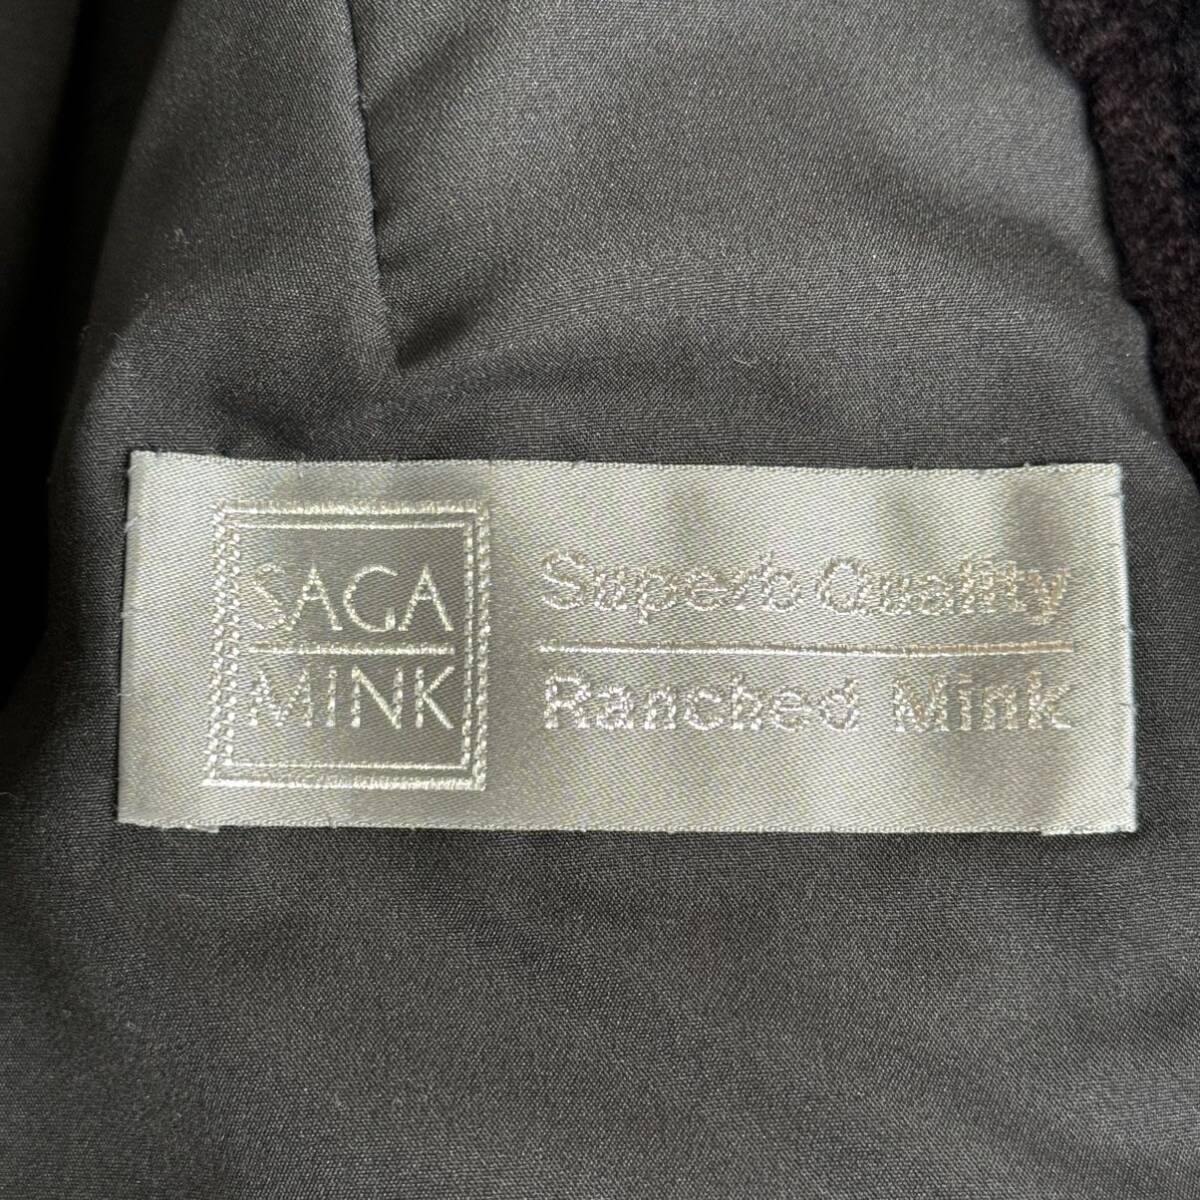 SAGA
MINK
Superb Quality
Ranched Mink